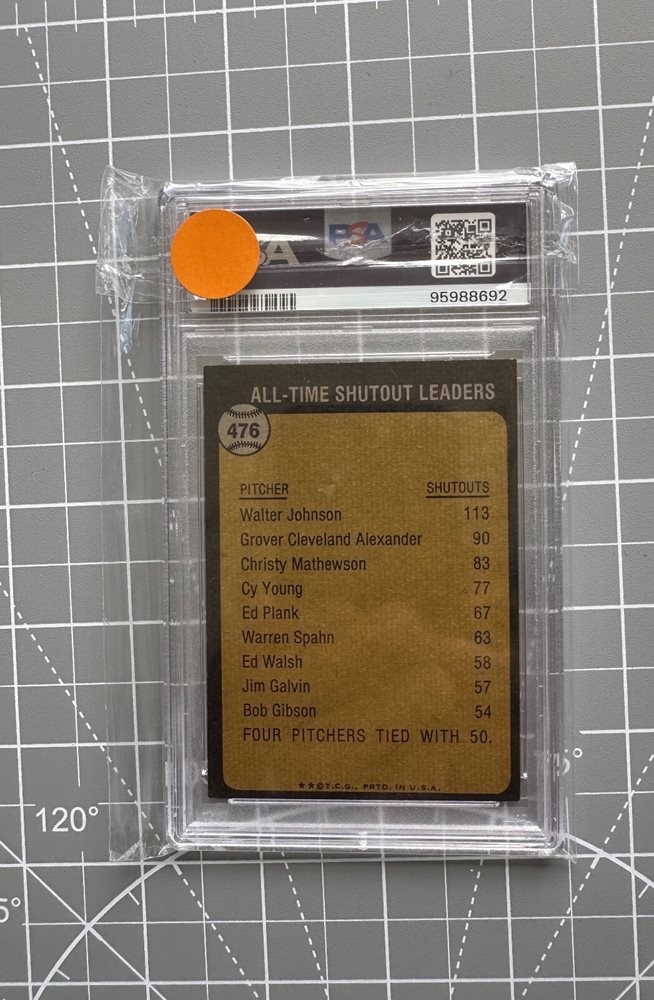 PSA
95988692
ALL-TIME SHUTOUT LEADERS
476
PITCHER SHUTOUTS
Walter Johnson 113
Grover Cleveland Alexander 90
Christy Mathewson 83
Cy Young 77
Ed Plank 67
Warren Spahn 63
Ed Walsh 58
Jim Galvin 57
Bob Gibson 54
FOUR PITCHERS TIED WITH 50.
**©T.C.G., PRTD. IN U.S.A.
120°